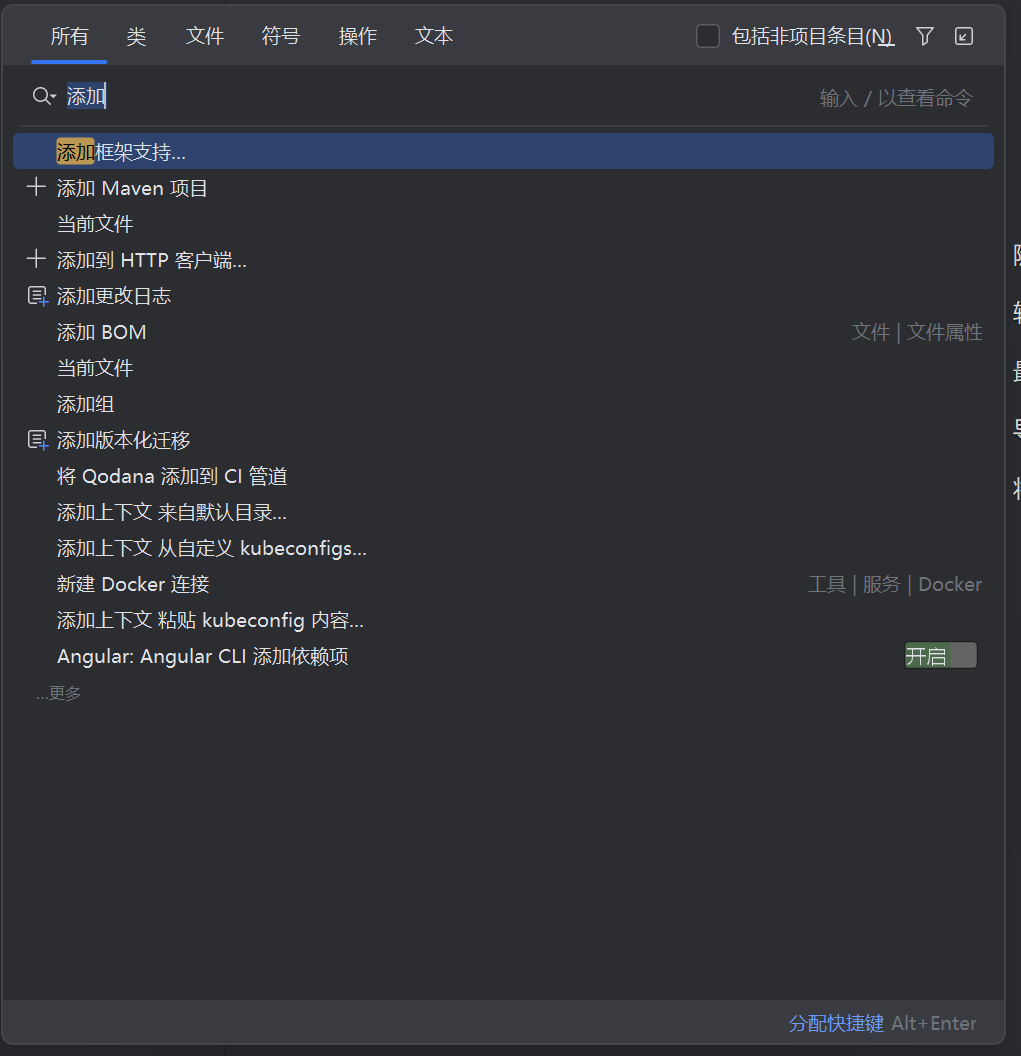 所有 类 文件 符号 操作 文本 包括非项目条目(N)
添加 输入 / 以查看命令
添加框架支持...
添加 Maven 项目
当前文件
添加到 HTTP 客户端...
添加更改日志
添加 BOM 文件 | 文件属性
当前文件
添加组
添加版本化迁移
将 Qodana 添加到 CI 管道
添加上下文 来自默认目录...
添加上下文 从自定义 kubeconfigs...
新建 Docker 连接 工具 | 服务 | Docker
添加上下文 粘贴 kubeconfig 内容...
Angular: Angular CLI 添加依赖项 开启
...更多
分配快捷键 Alt+Enter